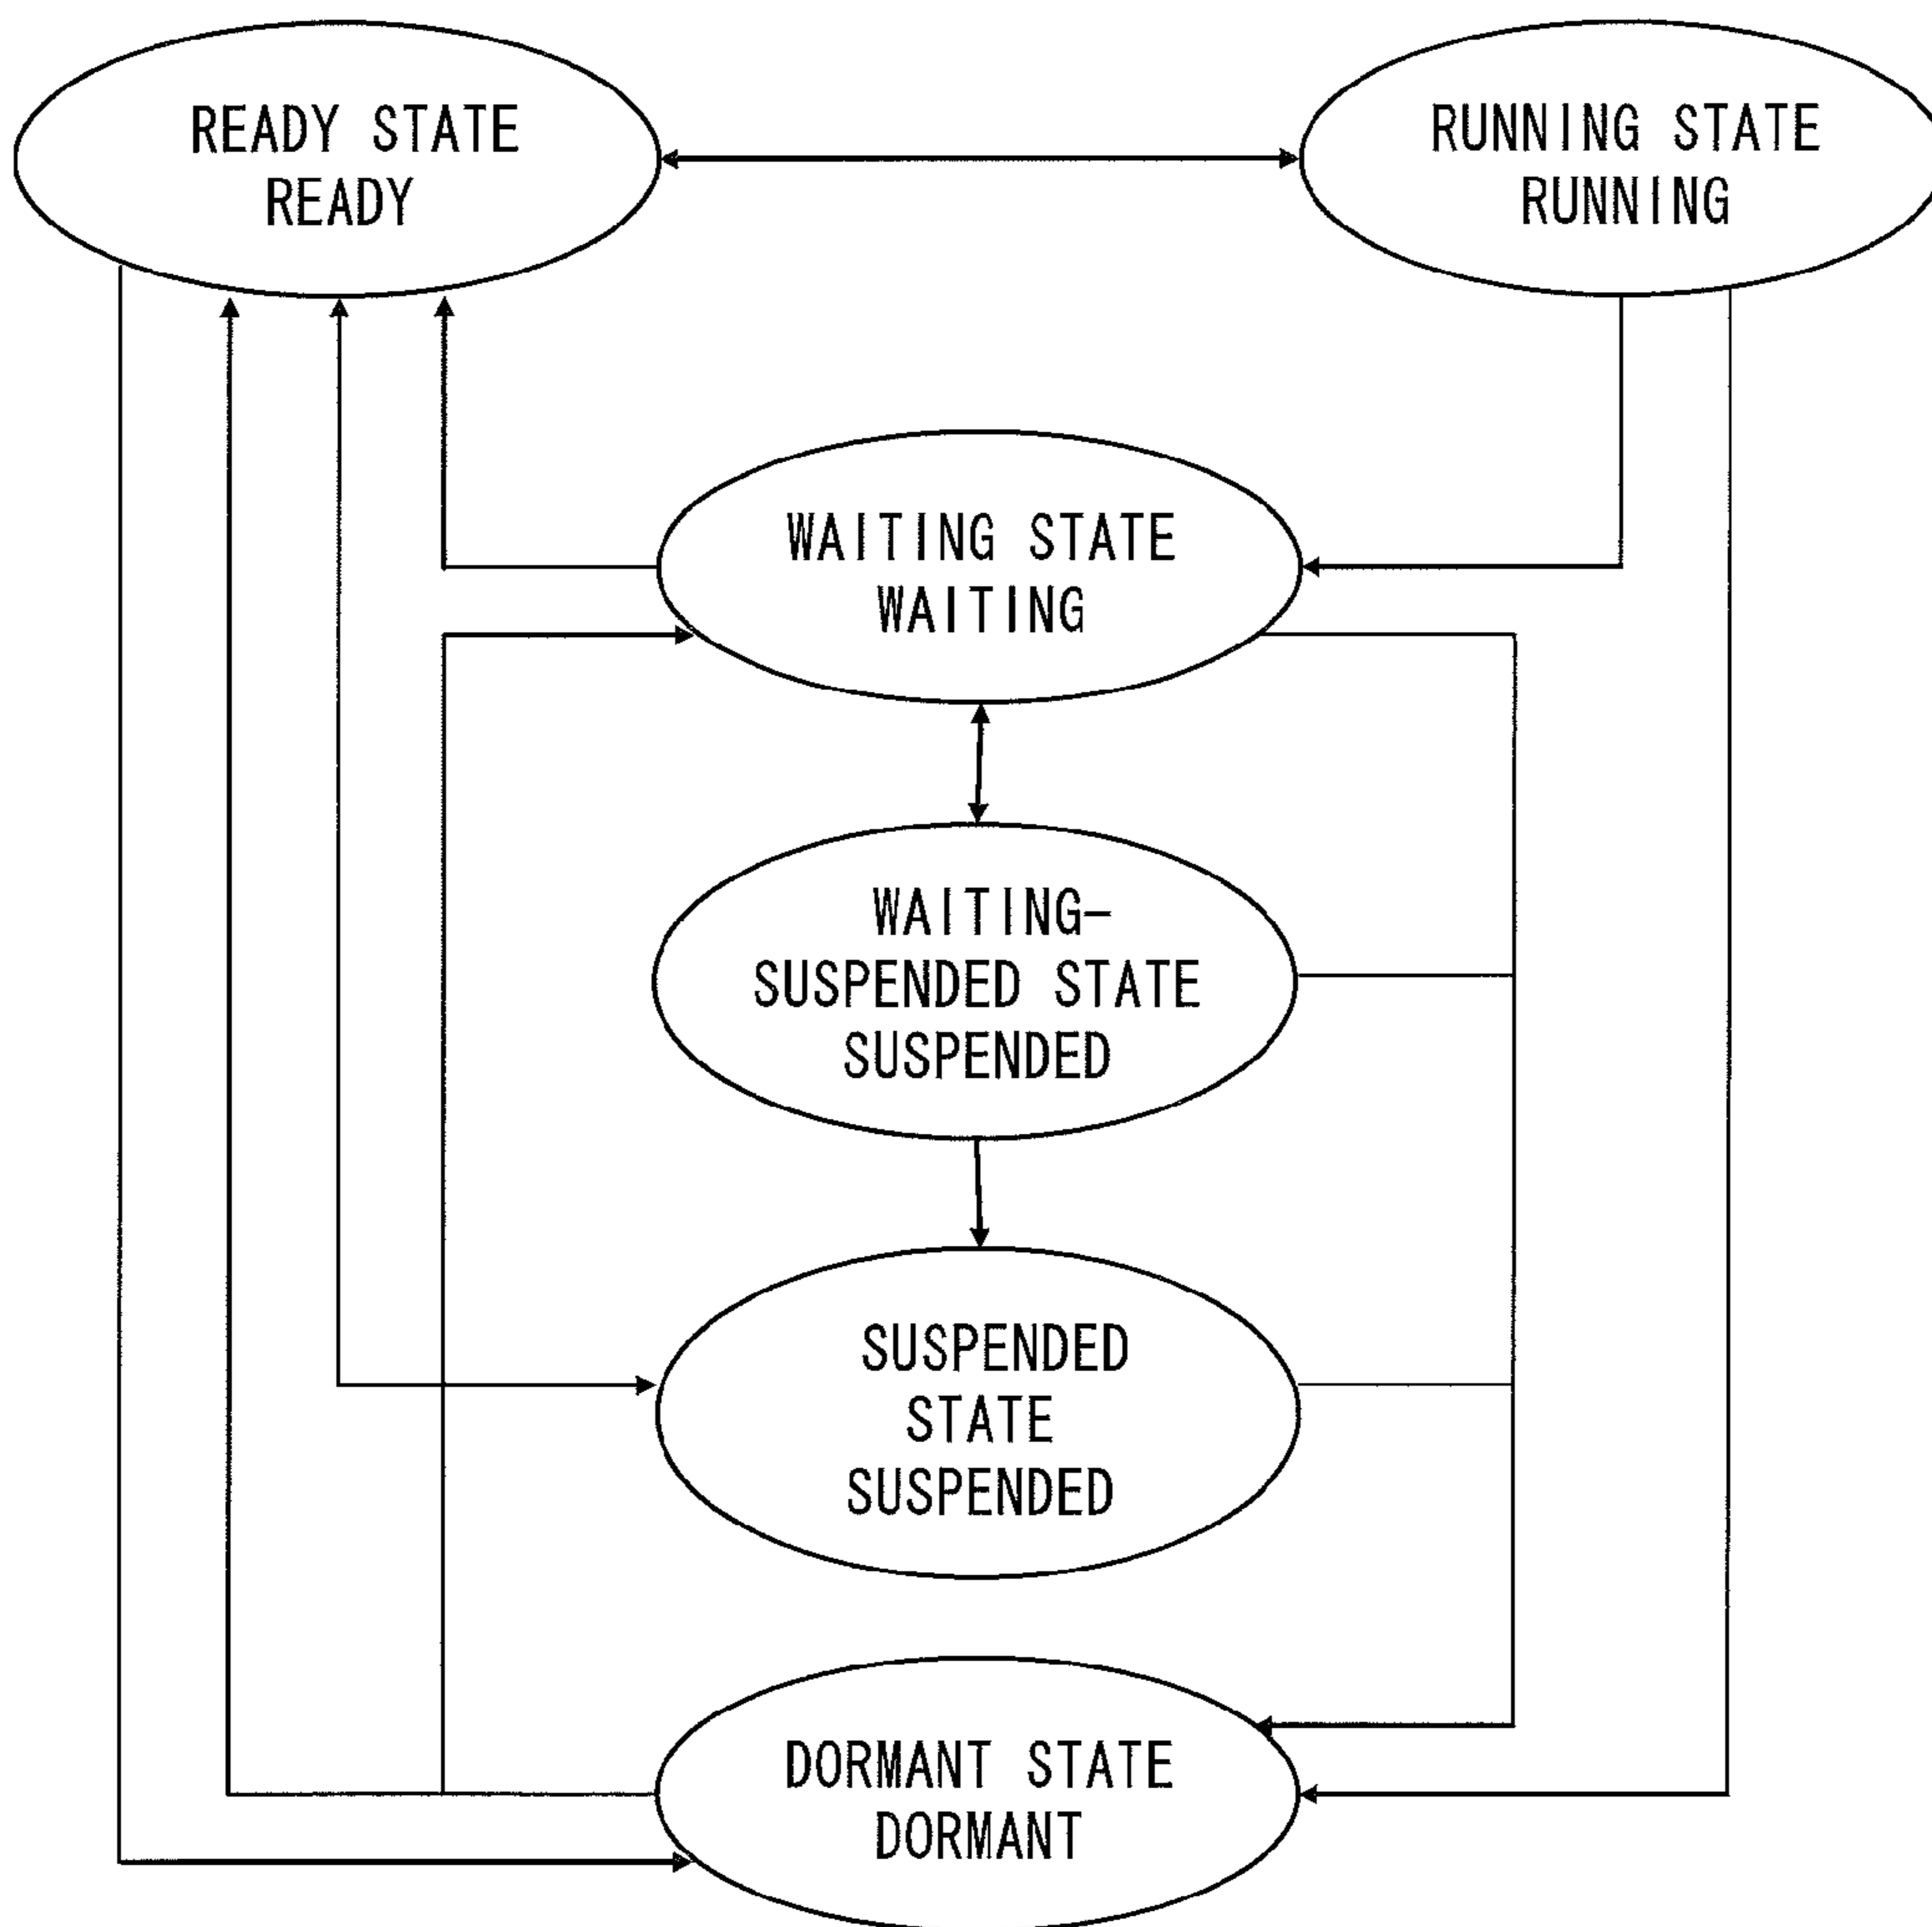 READY STATE
READY
RUNNING STATE
RUNNING
WAITING STATE
WAITING
WAITING-
SUSPENDED STATE
SUSPENDED
SUSPENDED
STATE
SUSPENDED
DORMANT STATE
DORMANT